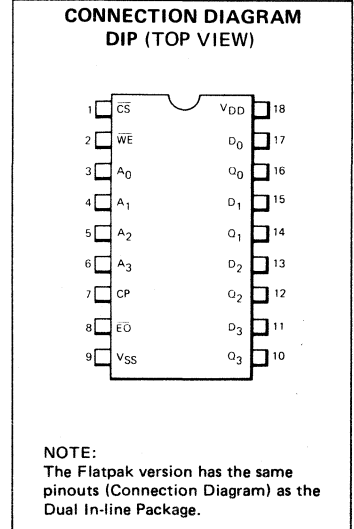 CONNECTION DIAGRAM
DIP (TOP VIEW)
1 CS VDD 18
2 WE D0 17
3 A0 Q0 16
4 A1 D1 15
5 A2 Q1 14
6 A3 D2 13
7 CP Q2 12
8 EO D3 11
9 VSS Q3 10
NOTE:
The Flatpak version has the same
pinouts (Connection Diagram) as the
Dual In-line Package.